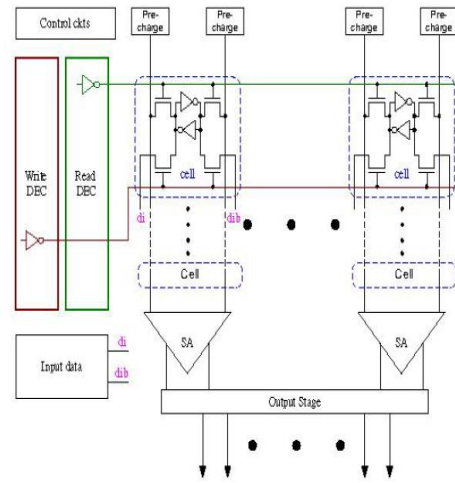 Control ckts
Pre-
charge
Pre-
charge
Pre-
charge
Pre-
charge
Write
DEC
Read
DEC
cell
cell
di
dib
Cell
Cell
SA
SA
Input data
di
dib
Output Stage